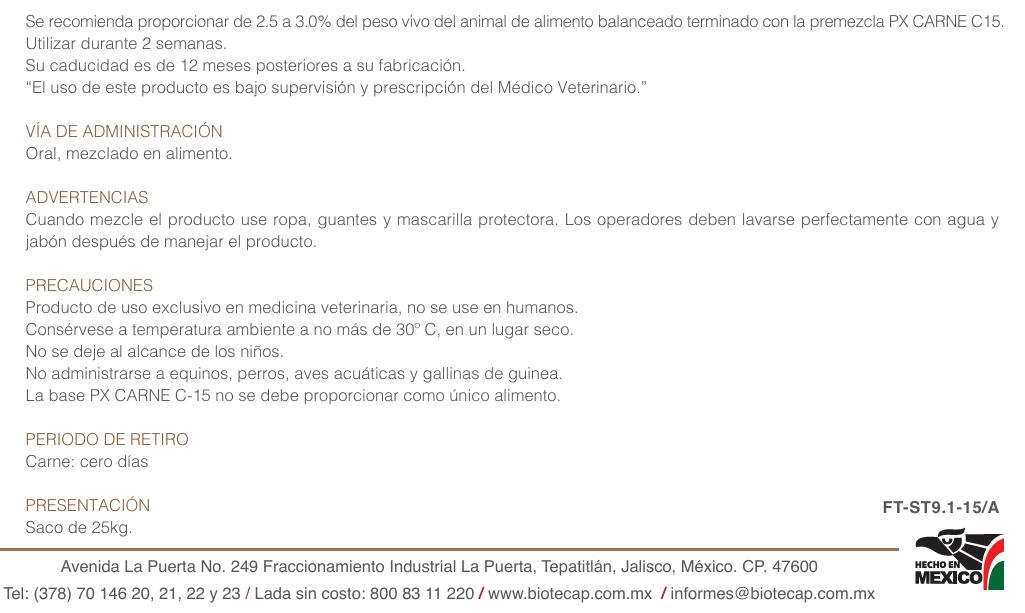 Se recomienda proporcionar de 2.5 a 3.0% del peso vivo del animal de alimento balanceado terminado con la premezcla PX CARNE C15.
Utilizar durante 2 semanas.
Su caducidad es de 12 meses posteriores a su fabricación.
“El uso de este producto es bajo supervisión y prescripción del Médico Veterinario.”
VÍA DE ADMINISTRACIÓN
Oral, mezclado en alimento.
ADVERTENCIAS
Cuando mezcle el producto use ropa, guantes y mascarilla protectora. Los operadores deben lavarse perfectamente con agua y
jabón después de manejar el producto.
PRECAUCIONES
Producto de uso exclusivo en medicina veterinaria, no se use en humanos.
Consérvese a temperatura ambiente a no más de 30º C, en un lugar seco.
No se deje al alcance de los niños.
No administrarse a equinos, perros, aves acuáticas y gallinas de guinea.
La base PX CARNE C-15 no se debe proporcionar como único alimento.
PERIODO DE RETIRO
Carne: cero días
PRESENTACIÓN
Saco de 25kg.
FT-ST9.1-15/A
HECHO EN
MEXICO
Avenida La Puerta No. 249 Fraccionamiento Industrial La Puerta, Tepatitlán, Jalisco, México. CP. 47600
Tel: (378) 70 146 20, 21, 22 y 23 / Lada sin costo: 800 83 11 220 / www.biotecap.com.mx / informes@biotecap.com.mx